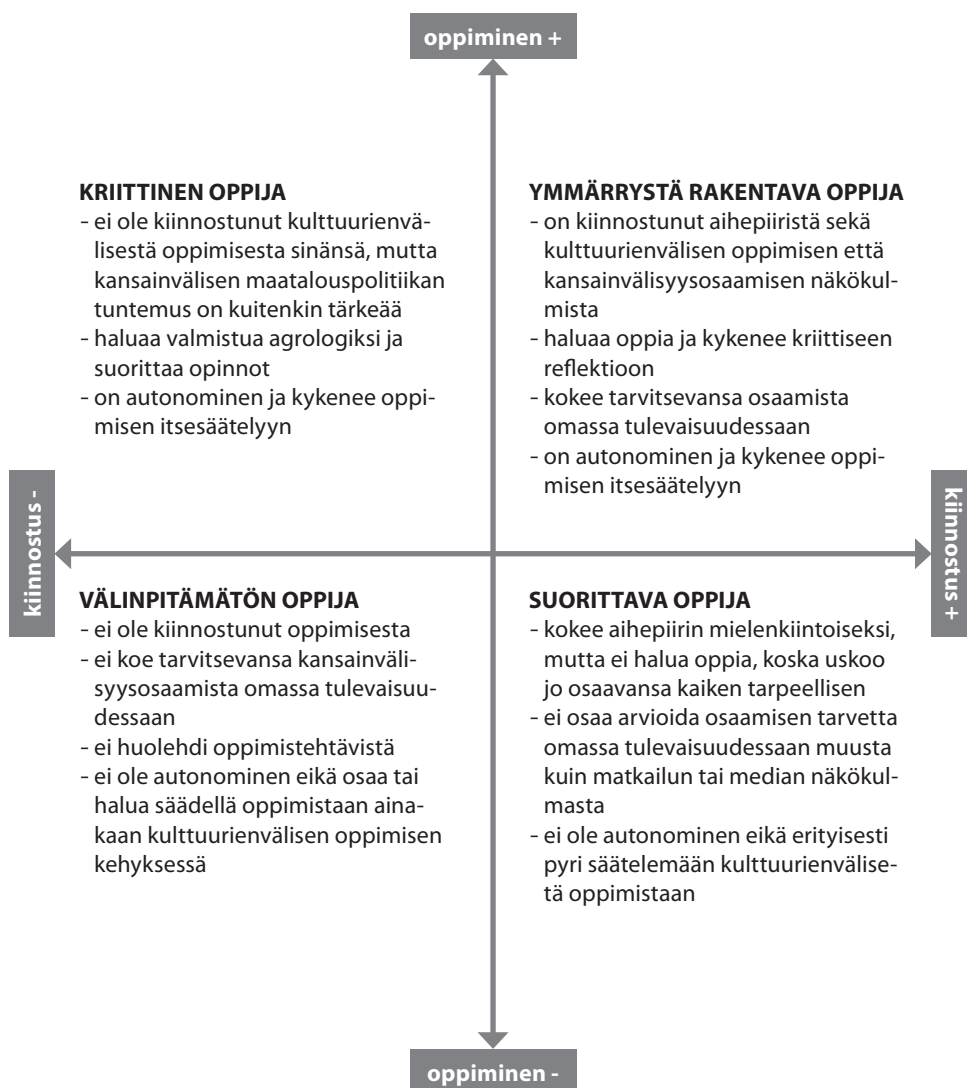 oppiminen +
KRIITTINEN OPPIJA
- ei ole kiinnostunut kulttuurienvä-
lisestä oppimisesta sinänsä, mutta
kansainvälisen maatalouspolitiikan
tuntemus on kuitenkin tärkeää
- haluaa valmistua agrologiksi ja
suorittaa opinnot
- on autonominen ja kykenee oppi-
misen itsesäätelyyn
YMMÄRRYSTÄ RAKENTAVA OPPIJA
- on kiinnostunut aihepiiristä sekä
kulttuurienvälisen oppimisen että
kansainvälisyysosaamisen näkökul-
mista
- haluaa oppia ja kykenee kriittiseen
reflektioon
- kokee tarvitsevansa osaamista
omassa tulevaisuudessaan
- on autonominen ja kykenee oppi-
misen itsesäätelyyn
kiinnostus -
kiinnostus +
VÄLINPITÄMÄTÖN OPPIJA
- ei ole kiinnostunut oppimisesta
- ei koe tarvitsevansa kansainväli-
syysosaamista omassa tulevaisuu-
dessaan
- ei huolehdi oppimistehtävistä
- ei ole autonominen eikä osaa tai
halua säädellä oppimistaan aina-
kaan kulttuurienvälisen oppimisen
kehyksessä
SUORITTAVA OPPIJA
- kokee aihepiirin mielenkiintoiseksi,
mutta ei halua oppia, koska uskoo
jo osaavansa kaiken tarpeellisen
- ei osaa arvioida osaamisen tarvetta
omassa tulevaisuudessaan muusta
kuin matkailun tai median näkökul-
masta
- ei ole autonominen eikä erityisesti
pyri säätelemään kulttuurienvälise-
tä oppimistaan
oppiminen -